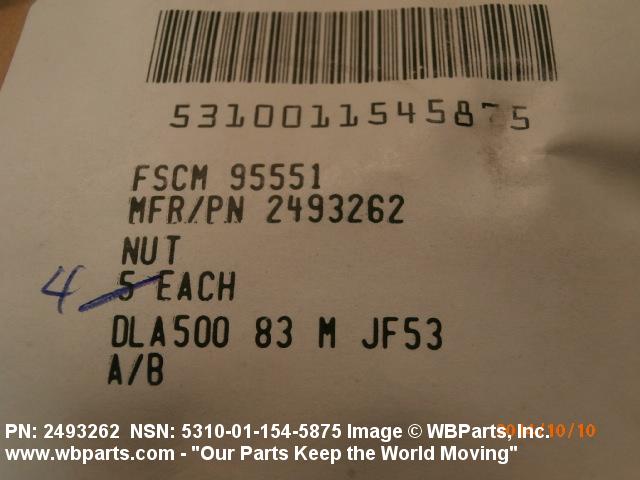 5310011545875
FSCM 95551
MFR/PN 2493262
NUT
4 5 EACH
DLA500 83 M JF53
A/B
PN: 2493262 NSN: 5310-01-154-5875 Image © WBParts, Inc.
www.wbparts.com - "Our Parts Keep the World Moving"